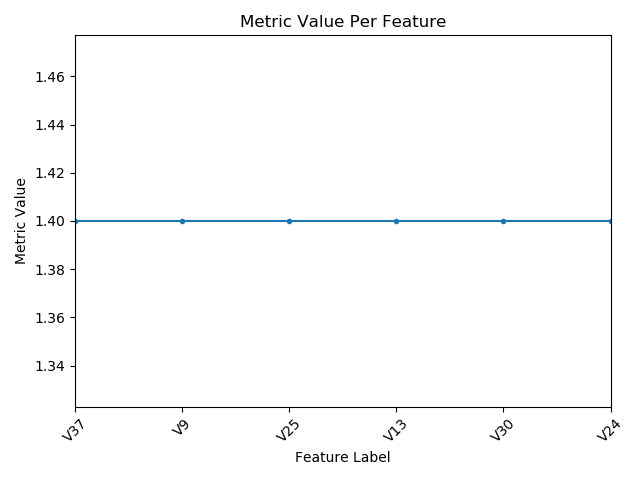 Metric Value Per Feature
1.46
1.44
1.42
1.40
1.38
1.36
1.34
Metric Value
V37
V9
V25
V13
V30
V24
Feature Label